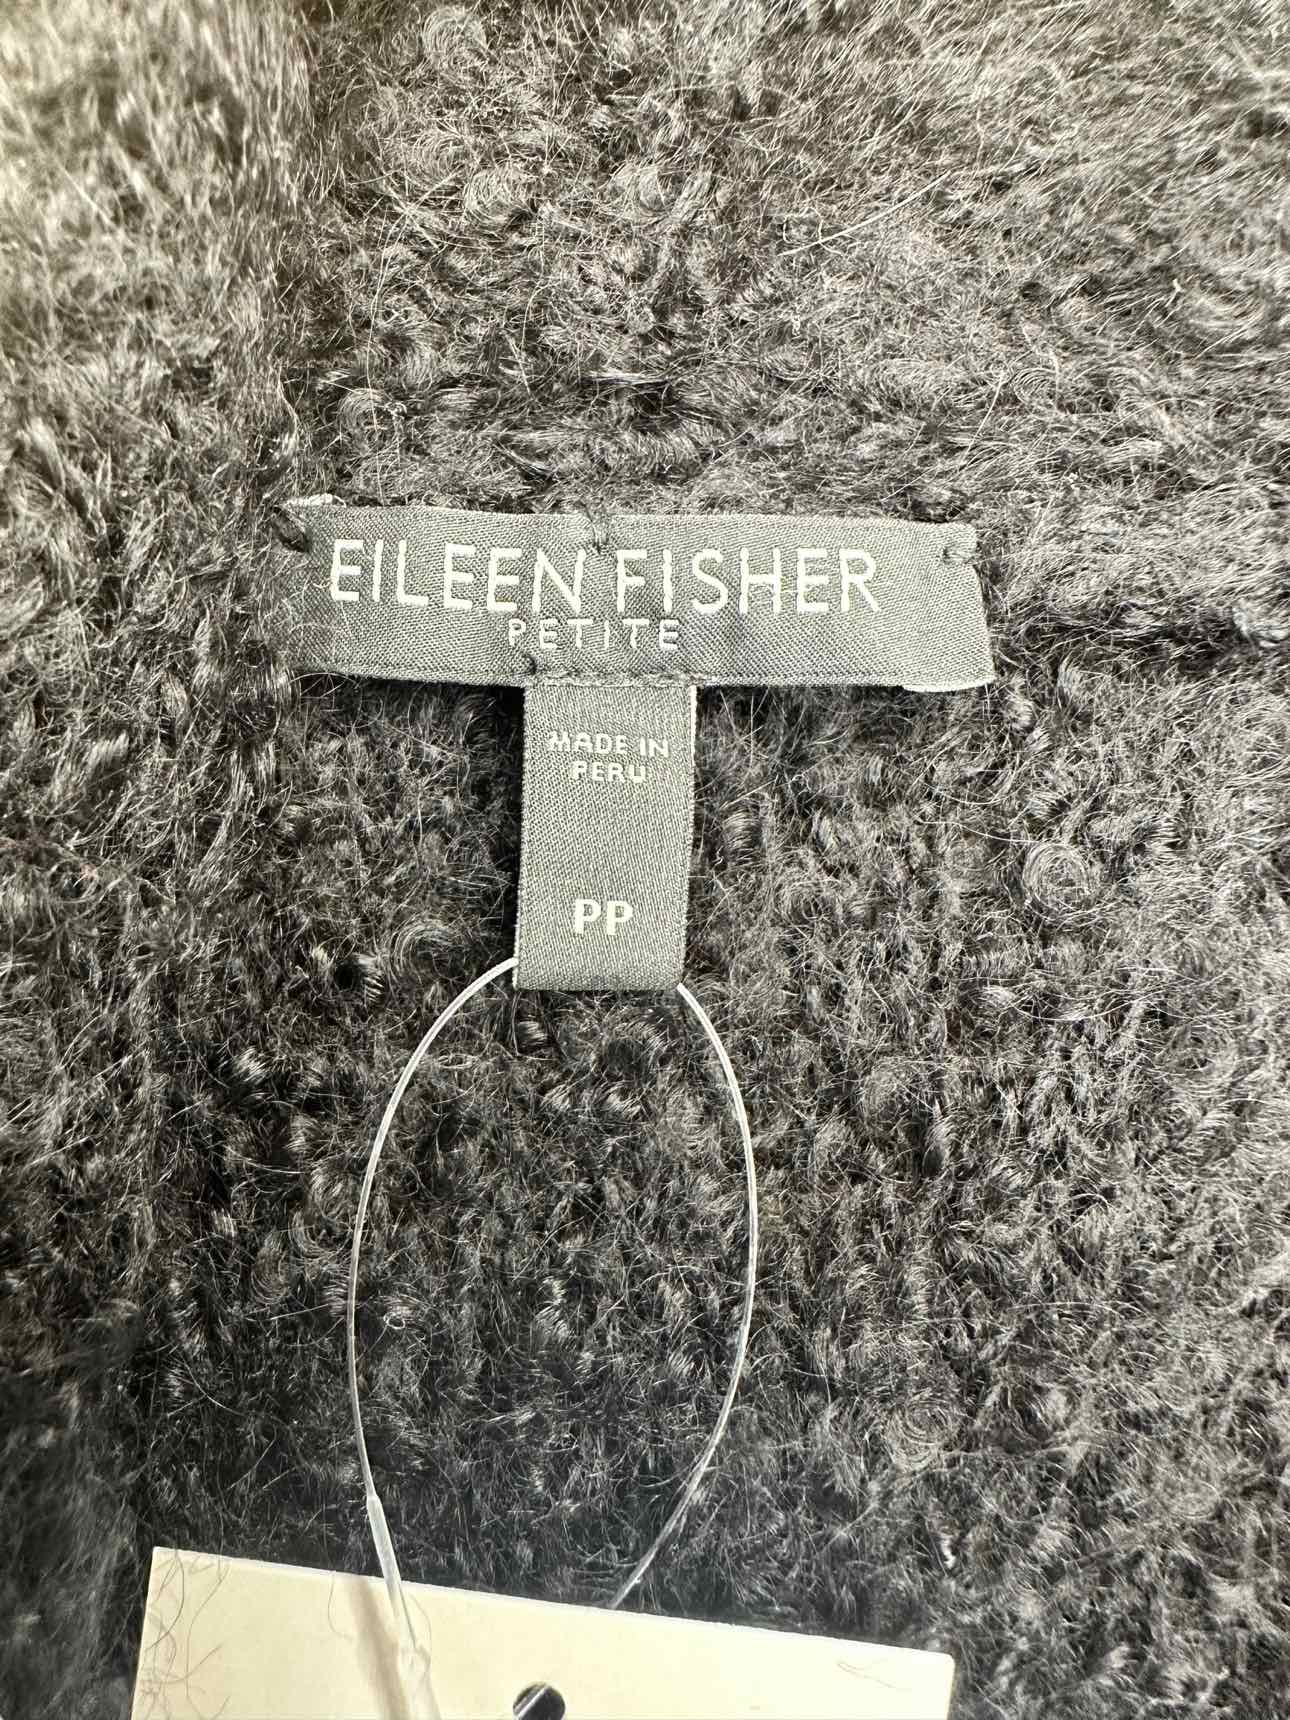 EILEEN FISHER
PETITE
MADE IN
PERU
PP